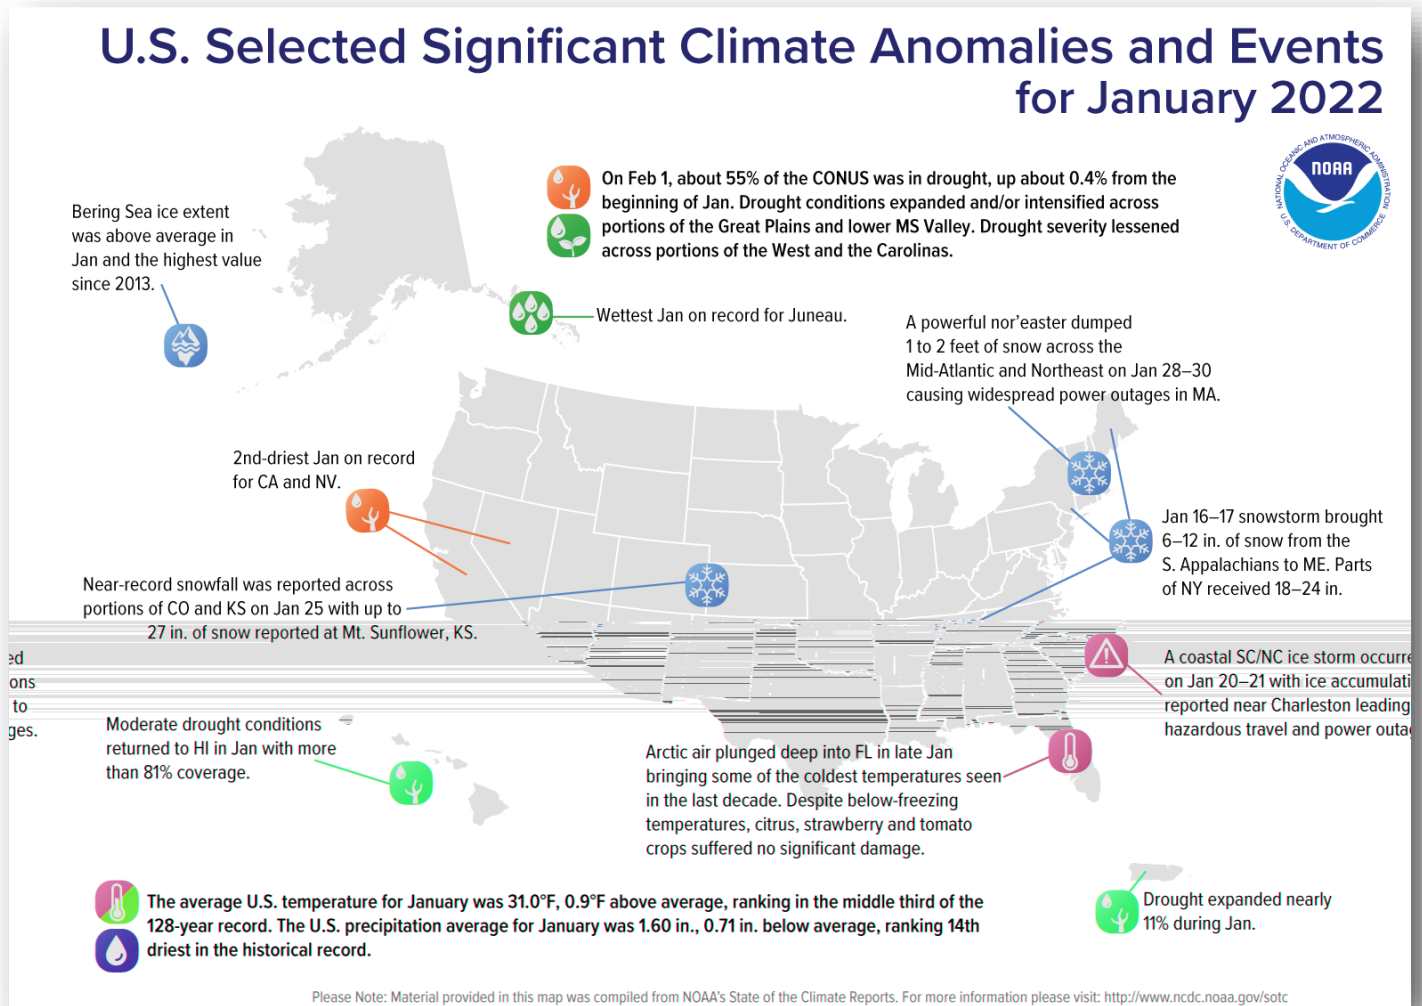 U.S. Selected Significant Climate Anomalies and Events
for January 2022
NATIONAL OCEANIC AND ATMOSPHERIC ADMINISTRATION
NOAA
U.S. DEPARTMENT OF COMMERCE
On Feb 1, about 55% of the CONUS was in drought, up about 0.4% from the
beginning of Jan. Drought conditions expanded and/or intensified across
portions of the Great Plains and lower MS Valley. Drought severity lessened
across portions of the West and the Carolinas.
Bering Sea ice extent
was above average in
Jan and the highest value
since 2013.
Wettest Jan on record for Juneau.
A powerful nor’easter dumped
1 to 2 feet of snow across the
Mid-Atlantic and Northeast on Jan 28–30
causing widespread power outages in MA.
2nd-driest Jan on record
for CA and NV.
Jan 16–17 snowstorm brought
6–12 in. of snow from the
S. Appalachians to ME. Parts
of NY received 18–24 in.
Near-record snowfall was reported across
portions of CO and KS on Jan 25 with up to
27 in. of snow reported at Mt. Sunflower, KS.
A coastal SC/NC ice storm occurre
on Jan 20–21 with ice accumulati
reported near Charleston leading
hazardous travel and power outa
ed
ons
to
ges.
Moderate drought conditions
returned to HI in Jan with more
than 81% coverage.
Arctic air plunged deep into FL in late Jan
bringing some of the coldest temperatures seen
in the last decade. Despite below-freezing
temperatures, citrus, strawberry and tomato
crops suffered no significant damage.
Drought expanded nearly
11% during Jan.
The average U.S. temperature for January was 31.0°F, 0.9°F above average, ranking in the middle third of the
128-year record. The U.S. precipitation average for January was 1.60 in., 0.71 in. below average, ranking 14th
driest in the historical record.
Please Note: Material provided in this map was compiled from NOAA’s State of the Climate Reports. For more information please visit: http://www.ncdc.noaa.gov/sotc